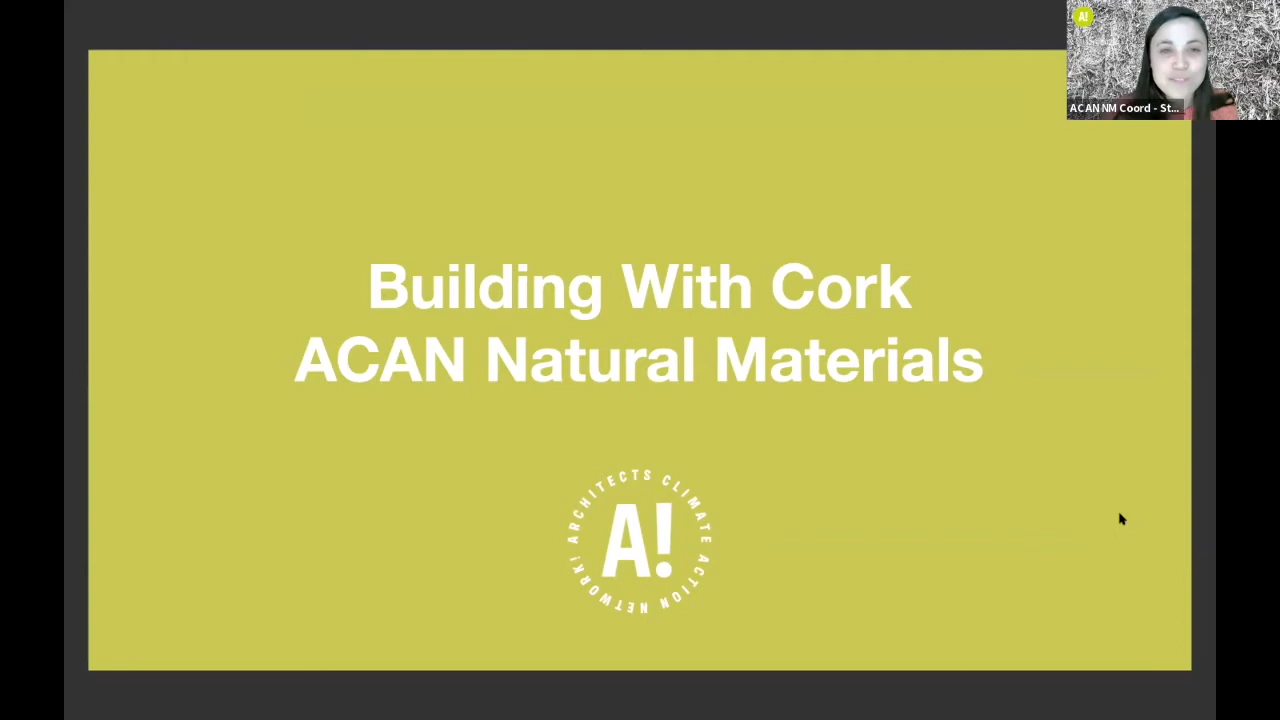 A!
ACAN NM Coord - St...
Building With Cork
ACAN Natural Materials
ARCHITECTS CLIMATE ACTION NETWORK!
A!